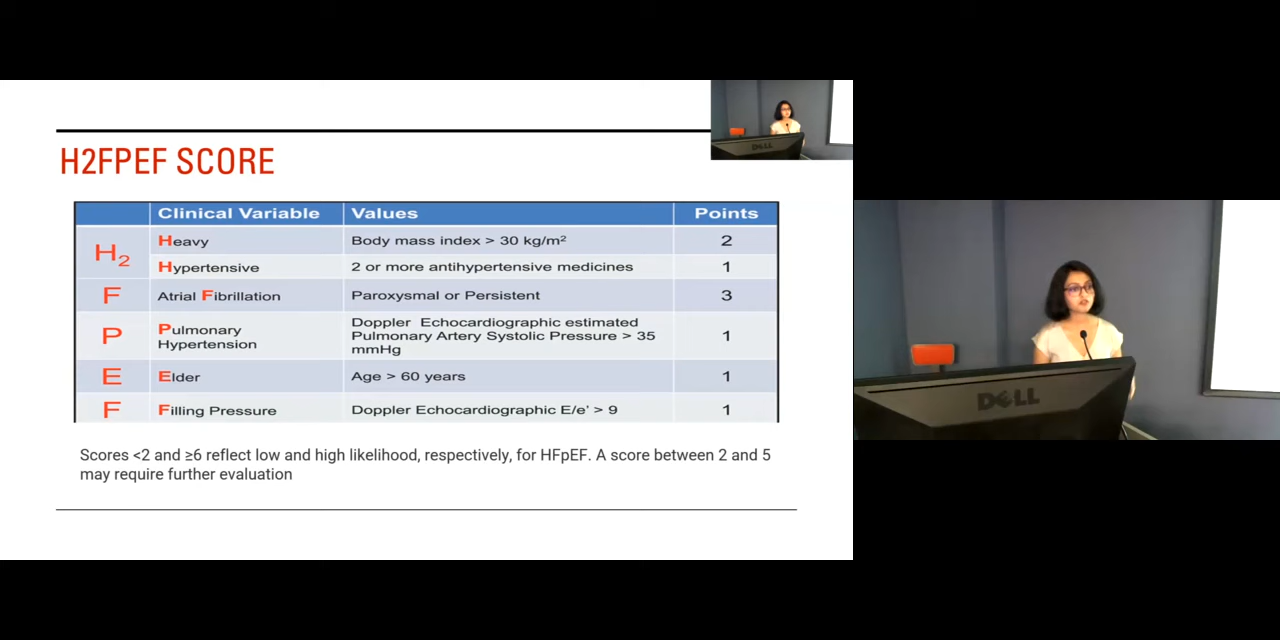 H2FPEF SCORE
Clinical Variable Values Points
H2
Heavy Body mass index > 30 kg/m² 2
Hypertensive 2 or more antihypertensive medicines 1
F Atrial Fibrillation Paroxysmal or Persistent 3
P Pulmonary Hypertension
Doppler Echocardiographic estimated
Pulmonary Artery Systolic Pressure > 35
mmHg
1
E Elder Age > 60 years 1
F Filling Pressure Doppler Echocardiographic E/e' > 9 1
Scores <2 and ≥6 reflect low and high likelihood, respectively, for HFpEF. A score between 2 and 5
may require further evaluation
DELL
DELL